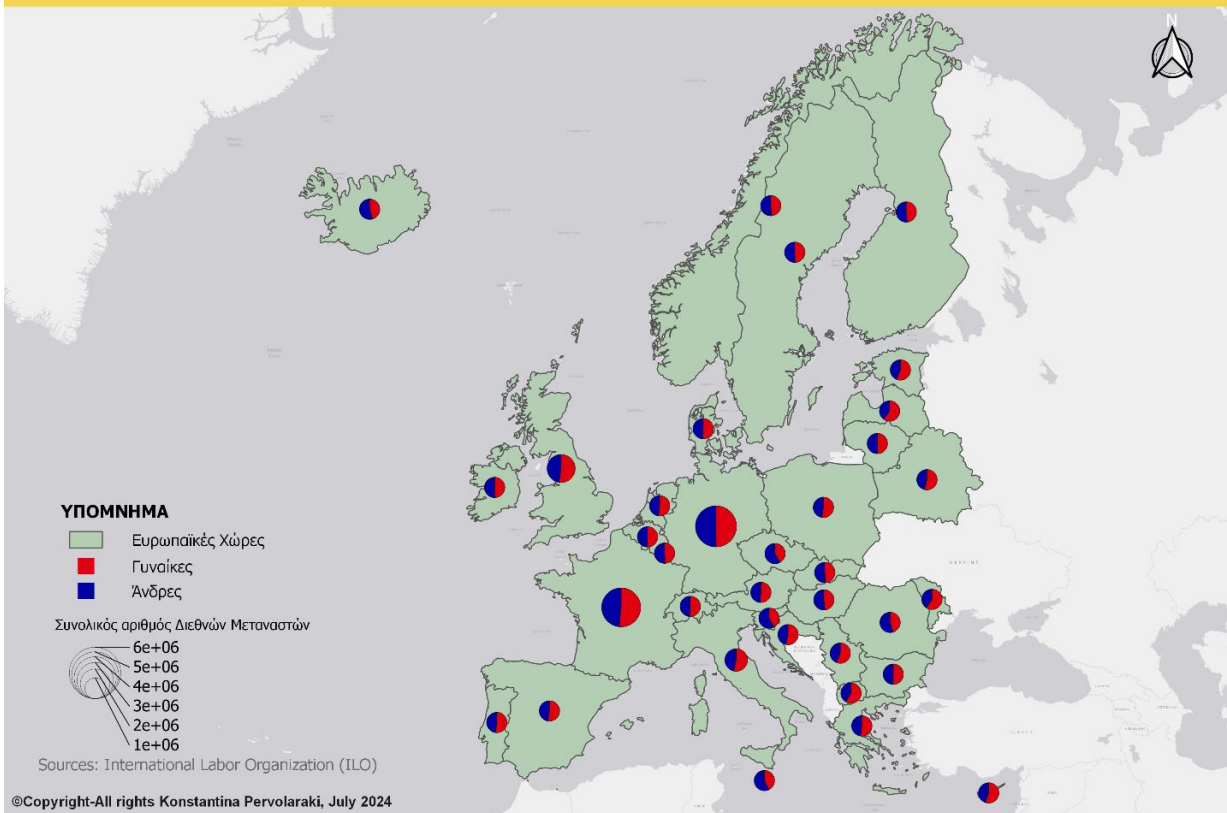 N
ΥΠΟΜΝΗΜΑ
Ευρωπαϊκές Χώρες
Γυναίκες
Άνδρες
Συνολικός αριθμός Διεθνών Μεταναστών
6e+06
5e+06
4e+06
3e+06
2e+06
1e+06
Sources: International Labor Organization (ILO)
©Copyright-All rights Konstantina Pervolaraki, July 2024